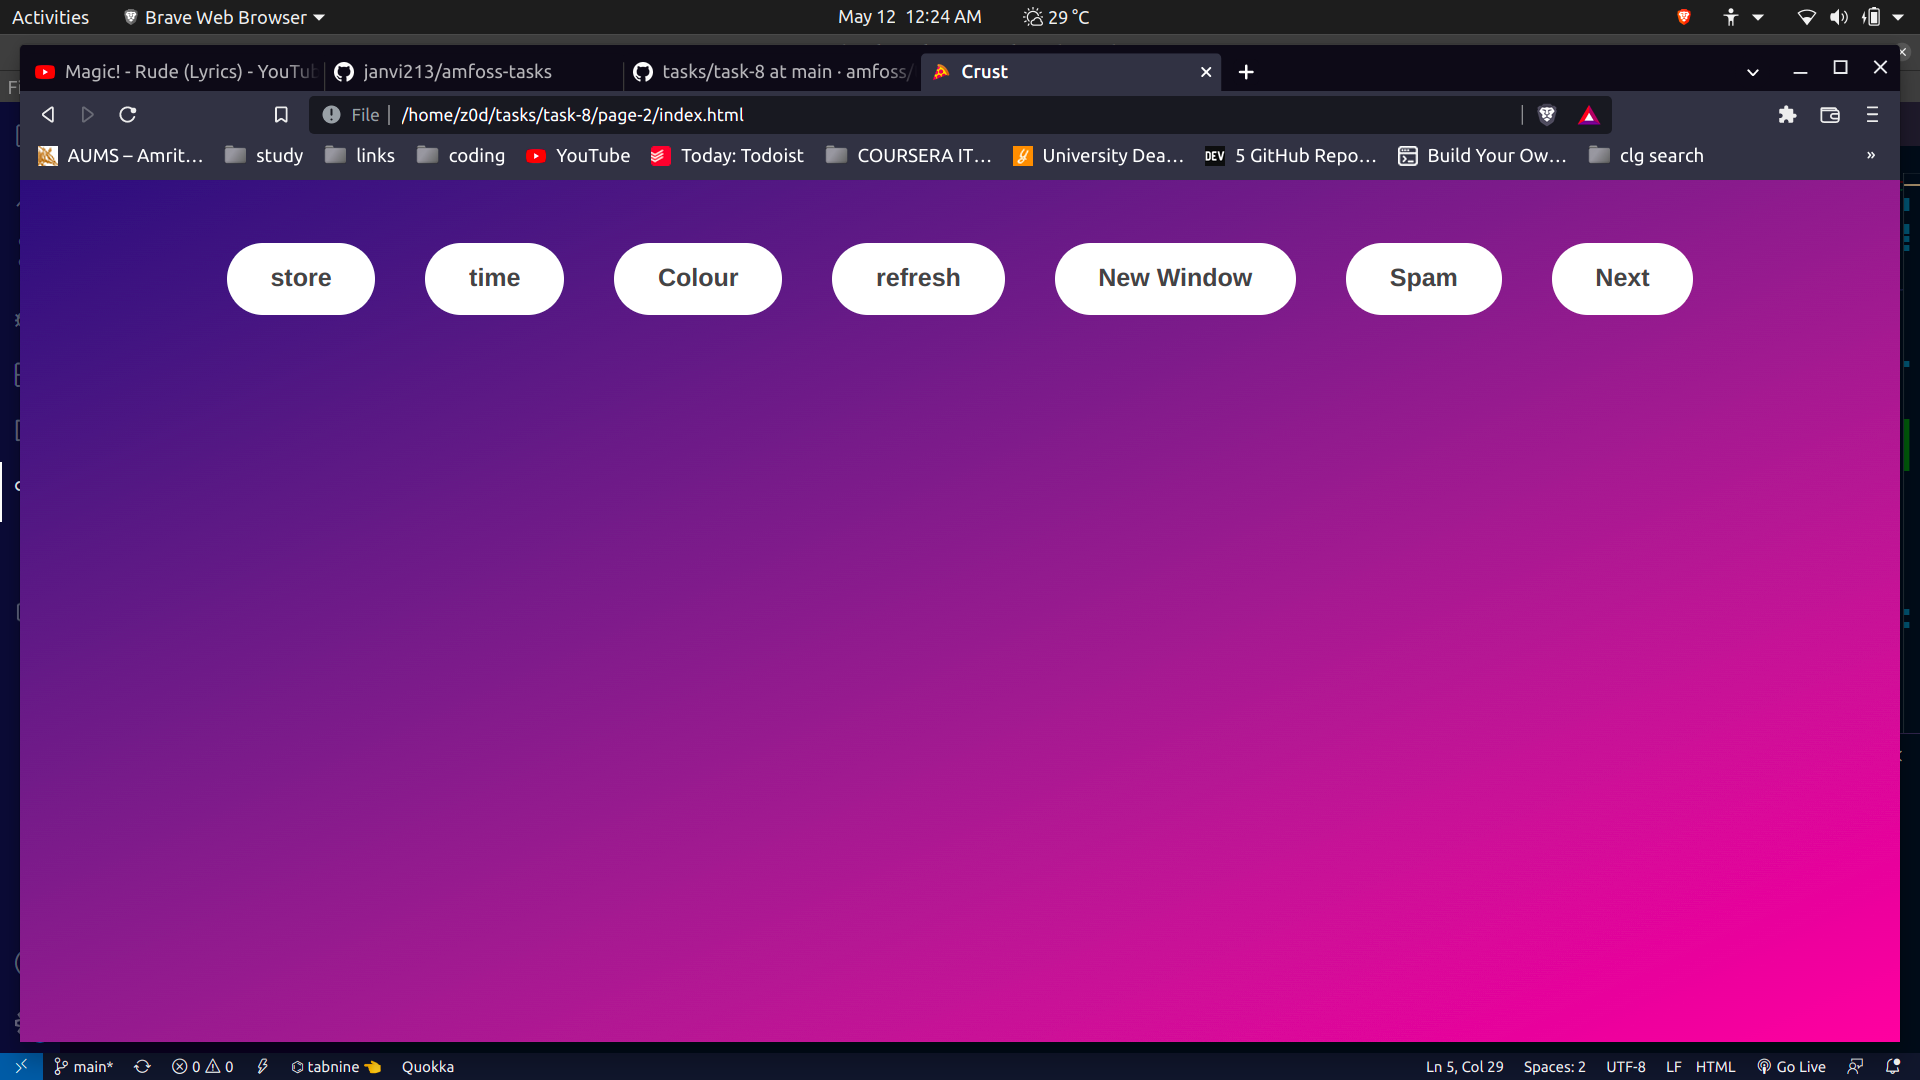 Activities Brave Web Browser May 12 12:24 AM 29 °C
Magic! - Rude (Lyrics) - YouTub janvi213/amfoss-tasks tasks/task-8 at main · amfoss/ Crust
File /home/z0d/tasks/task-8/page-2/index.html
AUMS – Amrit... study links coding YouTube Today: Todoist COURSERA IT... University Dea... DEV 5 GitHub Repo... Build Your Ow... clg search »
store time Colour refresh New Window Spam Next
main* 0 0 tabnine Quokka Ln 5, Col 29 Spaces: 2 UTF-8 LF HTML Go Live